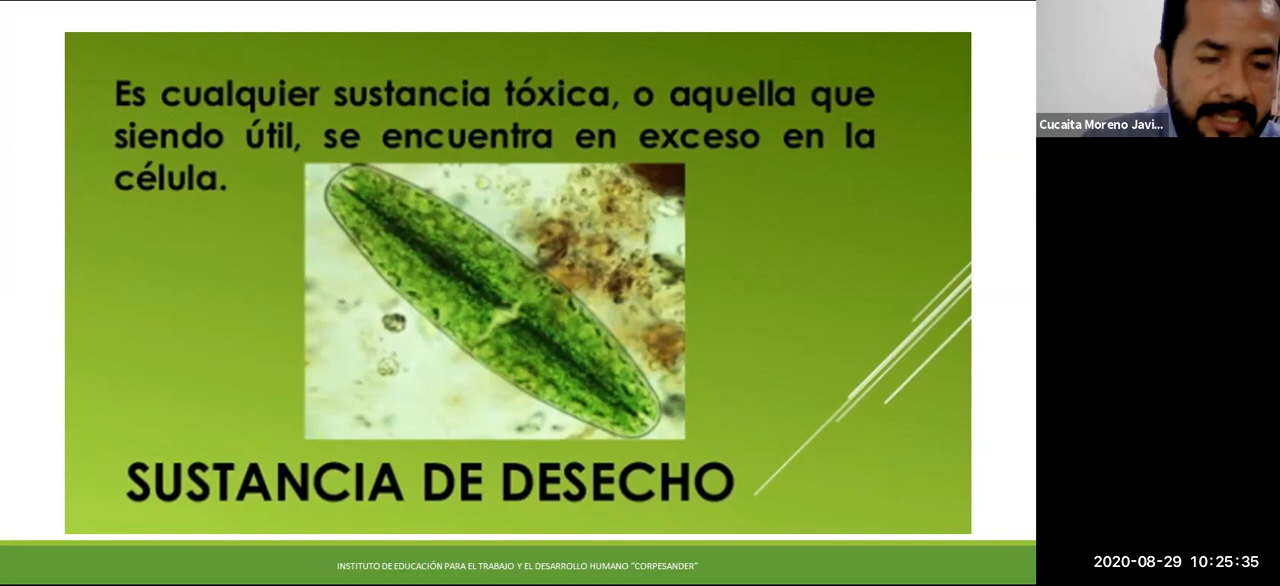 Es cualquier sustancia tóxica, o aquella que
siendo útil, se encuentra en exceso en la
célula.
SUSTANCIA DE DESECHO
INSTITUTO DE EDUCACIÓN PARA EL TRABAJO Y EL DESARROLLO HUMANO “CORPESANDER”
Cucaita Moreno Javi...
2020-08-29 10:25:35